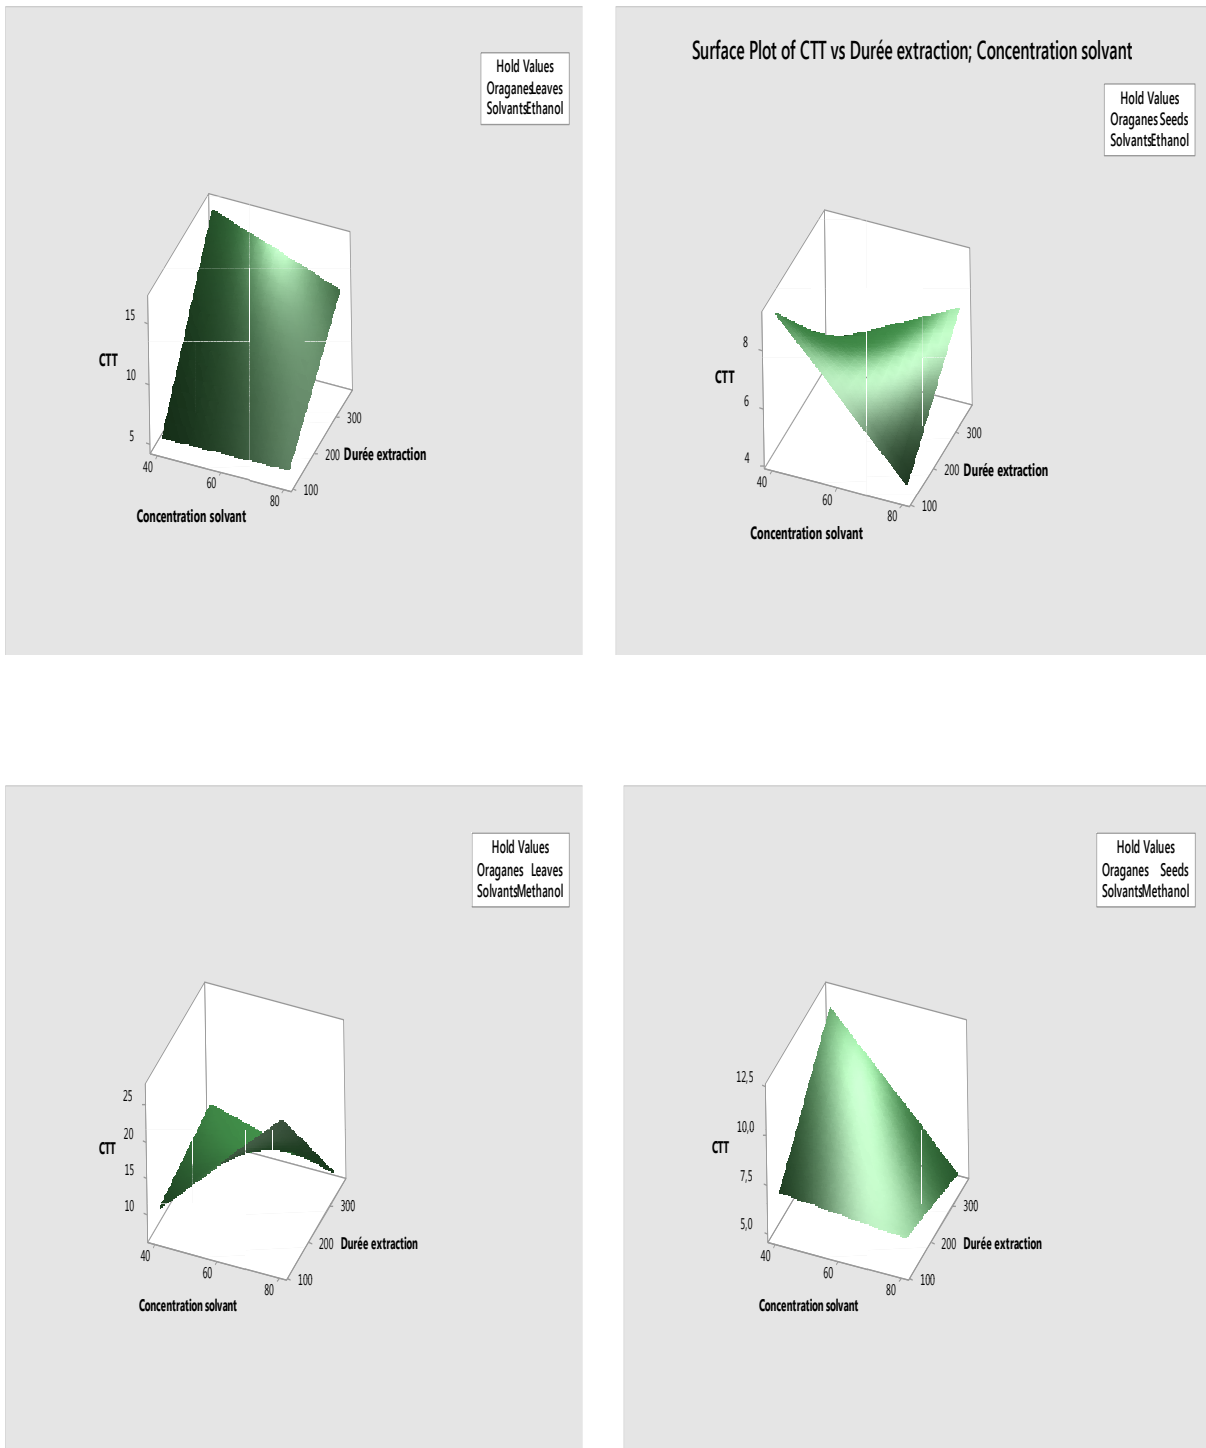 Hold Values
OraganesLeaves
SolvantsEthanol
15
10
5
CTT
40
60
80
Concentration solvant
300
200
100
Durée extraction
Surface Plot of CTT vs Durée extraction; Concentration solvant
Hold Values
Oraganes Seeds
SolvantsEthanol
8
6
4
CTT
40
60
80
Concentration solvant
300
200
100
Durée extraction
Hold Values
Oraganes Leaves
SolvantsMethanol
25
20
15
10
CTT
40
60
80
Concentration solvant
300
200
100
Durée extraction
Hold Values
Oraganes Seeds
SolvantsMethanol
12,5
10,0
7,5
5,0
CTT
40
60
80
Concentration solvant
300
200
100
Durée extraction